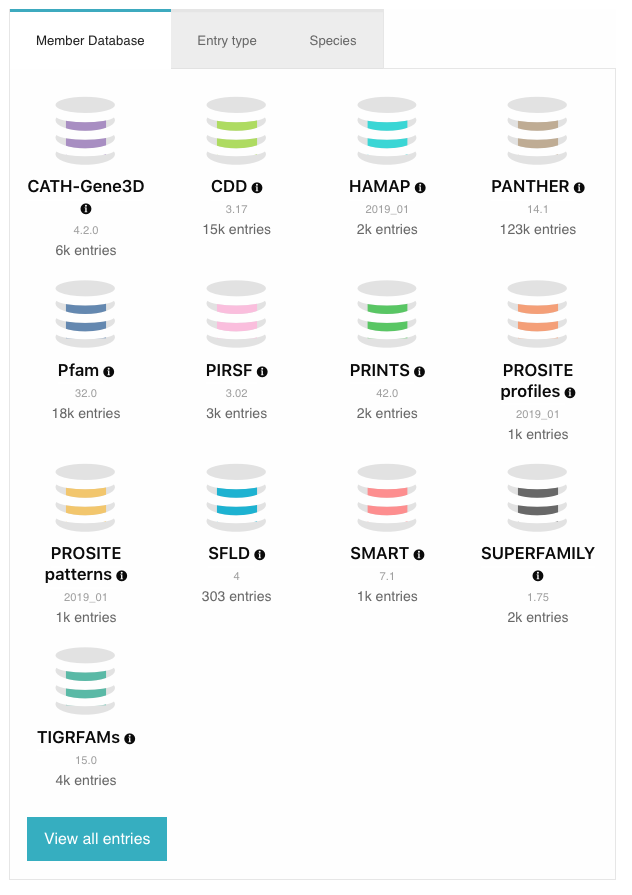 Member Database Entry type Species
CATH-Gene3D CDD HAMAP PANTHER
4.2.0 3.17 2019_01 14.1
6k entries 15k entries 2k entries 123k entries
Pfam PIRSF PRINTS PROSITE
profiles
32.0 3.02 42.0 2019_01
18k entries 3k entries 2k entries 1k entries
PROSITE
patterns SFLD SMART SUPERFAMILY
2019_01 4 7.1 1.75
1k entries 303 entries 1k entries 2k entries
TIGRFAMs
15.0
4k entries
View all entries